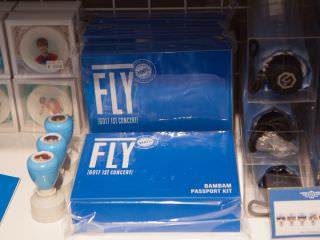 FLY
[GOT7 1ST CONCERT]
FLY
[GOT7 1ST CONCERT]
BAMBAM
PASSPORT KIT